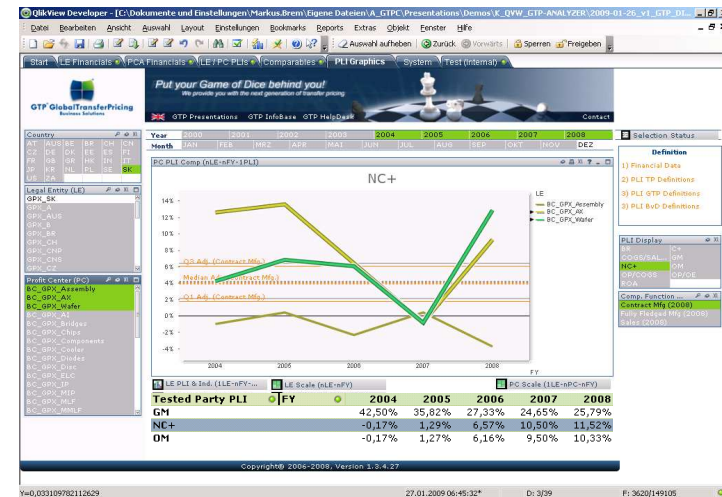 QlikView Developer - [C:\Dokumente und Einstellungen\Markus.Brem\Eigene Dateien\A_GTPC\Presentations\Demos\K_QVW_GTP-ANALYZER\2009-01-26_v1_GTP_DI...
Datei Bearbeiten Ansicht Auswahl Layout Einstellungen Bookmarks Reports Extras Objekt Fenster Hilfe
Auswahl aufheben Zurück Vorwärts Sperren Freigeben
Start LE Financials PCA Financials LE / PC PLIs Comparables PLI Graphics System Test (Internal)
Put your Game of Dice behind you!
We provide you with the next generation of transfer pricing
GTP GlobalTransferPricing
Business Solutions
GTP Presentations GTP InfoBase GTP HelpDesk Contact
Country
AT AUS BE BR CH CN
CZ DE DK EE ES FI
FR GB GR HK IN IT
JP KR NL PL SE SK
US ZA
Year 2000 2001 2002 2003 2004 2005 2006 2007 2008
Month JAN FEB MRZ APR MAI JUN JUL AUG SEP OKT NOV DEZ
Selection Status
Definition
1) Financial Data
2) PLI TP Definitions
3) PLI GTP Definitions
3) PLI BvD Definitions
Legal Entity (LE)
GPX_SK
GPX_A
GPX_AUS
GPX_B
GPX_BR
GPX_CH
GPX_CHP
GPX_CNS
GPX_CZ
Profit Center (PC)
BC_GPX_Assembly
BC_GPX_AX
BC_GPX_Wafer
BC_GPX_AI
BC_GPX_Bridges
BC_GPX_Chips
BC_GPX_Components
BC_GPX_Cooler
BC_GPX_Diodes
BC_GPX_Disc
BC_GPX_ELC
BC_GPX_IP
BC_GPX_MIP
BC_GPX_MLF
BC_GPX_MMLF
PC PLI Comp (nLE-nFY-1PLI)
NC+
14%
12%
10%
8%
6%
4%
2%
0%
-2%
-4%
Q3 Adj. (Contract Mfg.)
Median Adj. (Contract Mfg.)
Q1 Adj. (Contract Mfg.)
2004 2005 2006 2007 2008
FY
LE
BC_GPX_Assembly
BC_GPX_AX
BC_GPX_Wafer
PLI Display
BR C+
COGS/SAL... GM
NC+ OM
OP/COGS OP/OE
ROA
Comp. Function ...
Contract Mfg (2008)
Fully Fledged Mfg (2008)
Sales (2008)
LE PLI & Ind. (1LE-nFY-... LE Scale (nLE-nFY) PC Scale (1LE-nPC-nFY)
Tested Party PLI FY 2004 2005 2006 2007 2008
GM 42,50% 35,82% 27,33% 24,65% 25,79%
NC+ -0,17% 1,29% 6,57% 10,50% 11,52%
OM -0,17% 1,27% 6,16% 9,50% 10,33%
Copyright© 2006-2008, Version 1.3.4.27
Y=0,033109782112629 27.01.2009 06:45:32* D: 3/39 F: 3620/149105